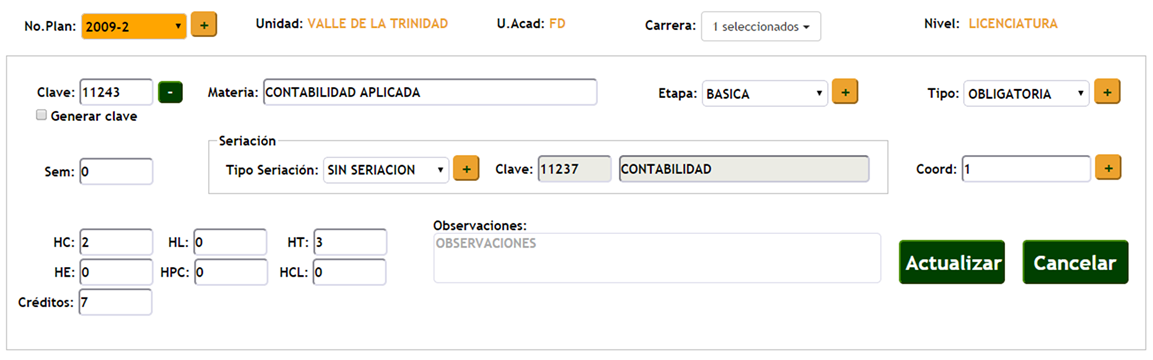 No.Plan: 2009-2 + Unidad: VALLE DE LA TRINIDAD U.Acad: FD Carrera: 1 seleccionados Nivel: LICENCIATURA
Clave: 11243 - Materia: CONTABILIDAD APLICADA Etapa: BASICA + Tipo: OBLIGATORIA +
Generar clave
Seriación
Sem: 0 Tipo Seriación: SIN SERIACION + Clave: 11237 CONTABILIDAD Coord: 1 +
Observaciones:
HC: 2 HL: 0 HT: 3 OBSERVACIONES
HE: 0 HPC: 0 HCL: 0 Actualizar Cancelar
Créditos: 7